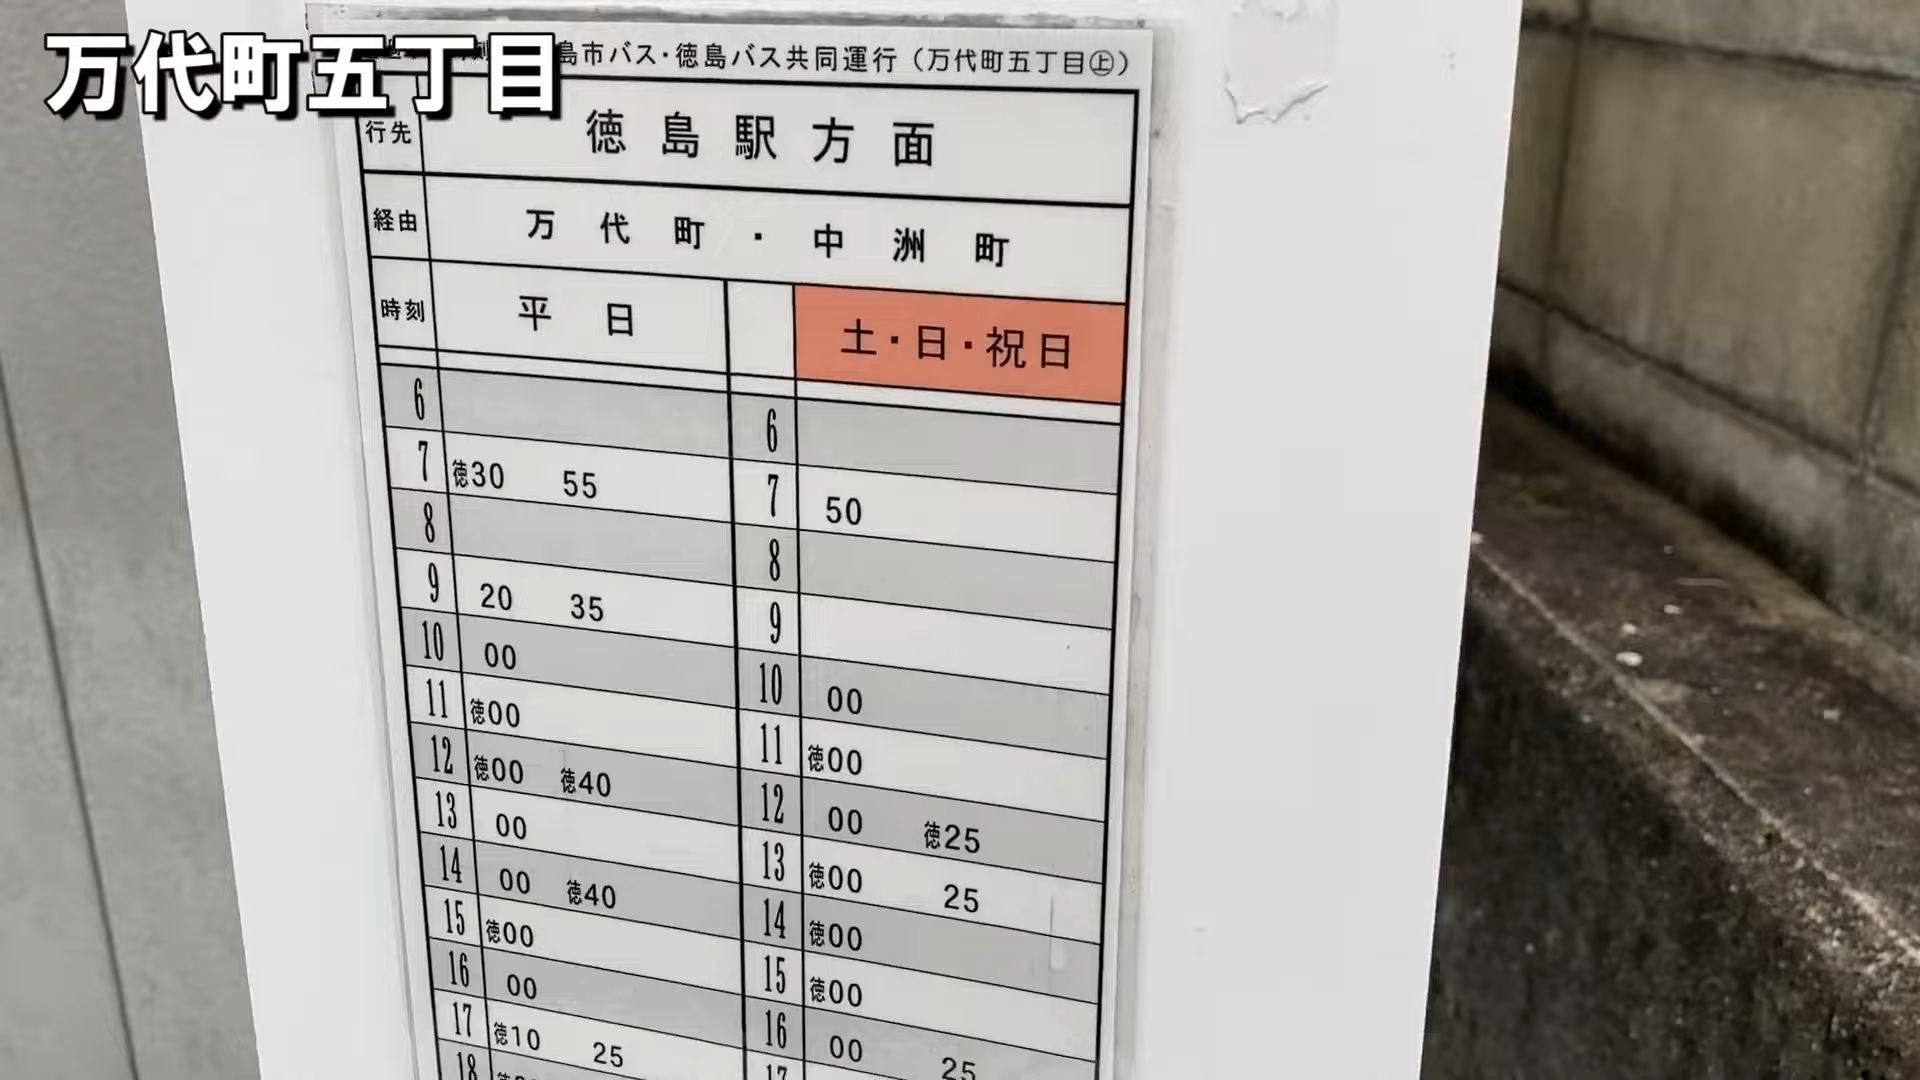 万代町五丁目
島市バス・徳島バス共同運行（万代町五丁目㊤）
行先 徳島駅方面
経由 万代町・中洲町
時刻 平日 土・日・祝日
6 6
7 徳30 55 7 50
8 8
9 20 35 9
10 00 10 00
11 徳00 11 徳00
12 徳00 徳40 12 00 徳25
13 00 13 徳00 25
14 00 徳40 14 徳00
15 徳00 15 徳00
16 00 16 00 25
17 徳10 25 17
18